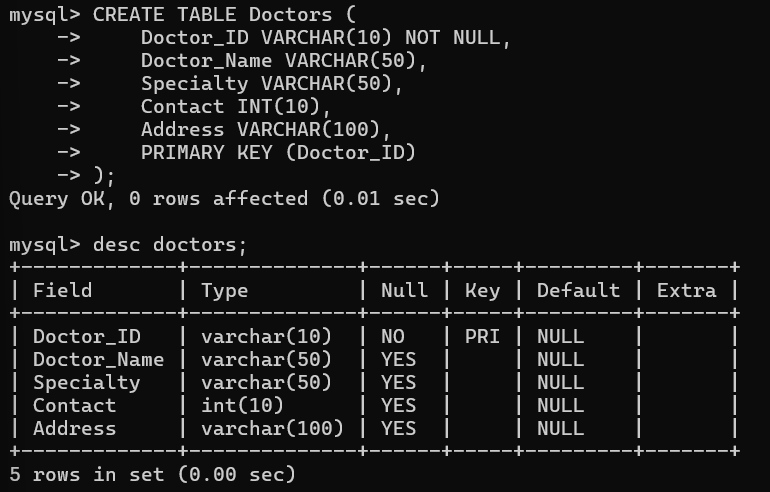 mysql> CREATE TABLE Doctors (
    ->     Doctor_ID VARCHAR(10) NOT NULL,
    ->     Doctor_Name VARCHAR(50),
    ->     Specialty VARCHAR(50),
    ->     Contact INT(10),
    ->     Address VARCHAR(100),
    ->     PRIMARY KEY (Doctor_ID)
    -> );
Query OK, 0 rows affected (0.01 sec)

mysql> desc doctors;
+-------------+--------------+------+-----+---------+-------+
| Field       | Type         | Null | Key | Default | Extra |
+-------------+--------------+------+-----+---------+-------+
| Doctor_ID   | varchar(10)  | NO   | PRI | NULL    |       |
| Doctor_Name | varchar(50)  | YES  |     | NULL    |       |
| Specialty   | varchar(50)  | YES  |     | NULL    |       |
| Contact     | int(10)      | YES  |     | NULL    |       |
| Address     | varchar(100) | YES  |     | NULL    |       |
+-------------+--------------+------+-----+---------+-------+
5 rows in set (0.00 sec)